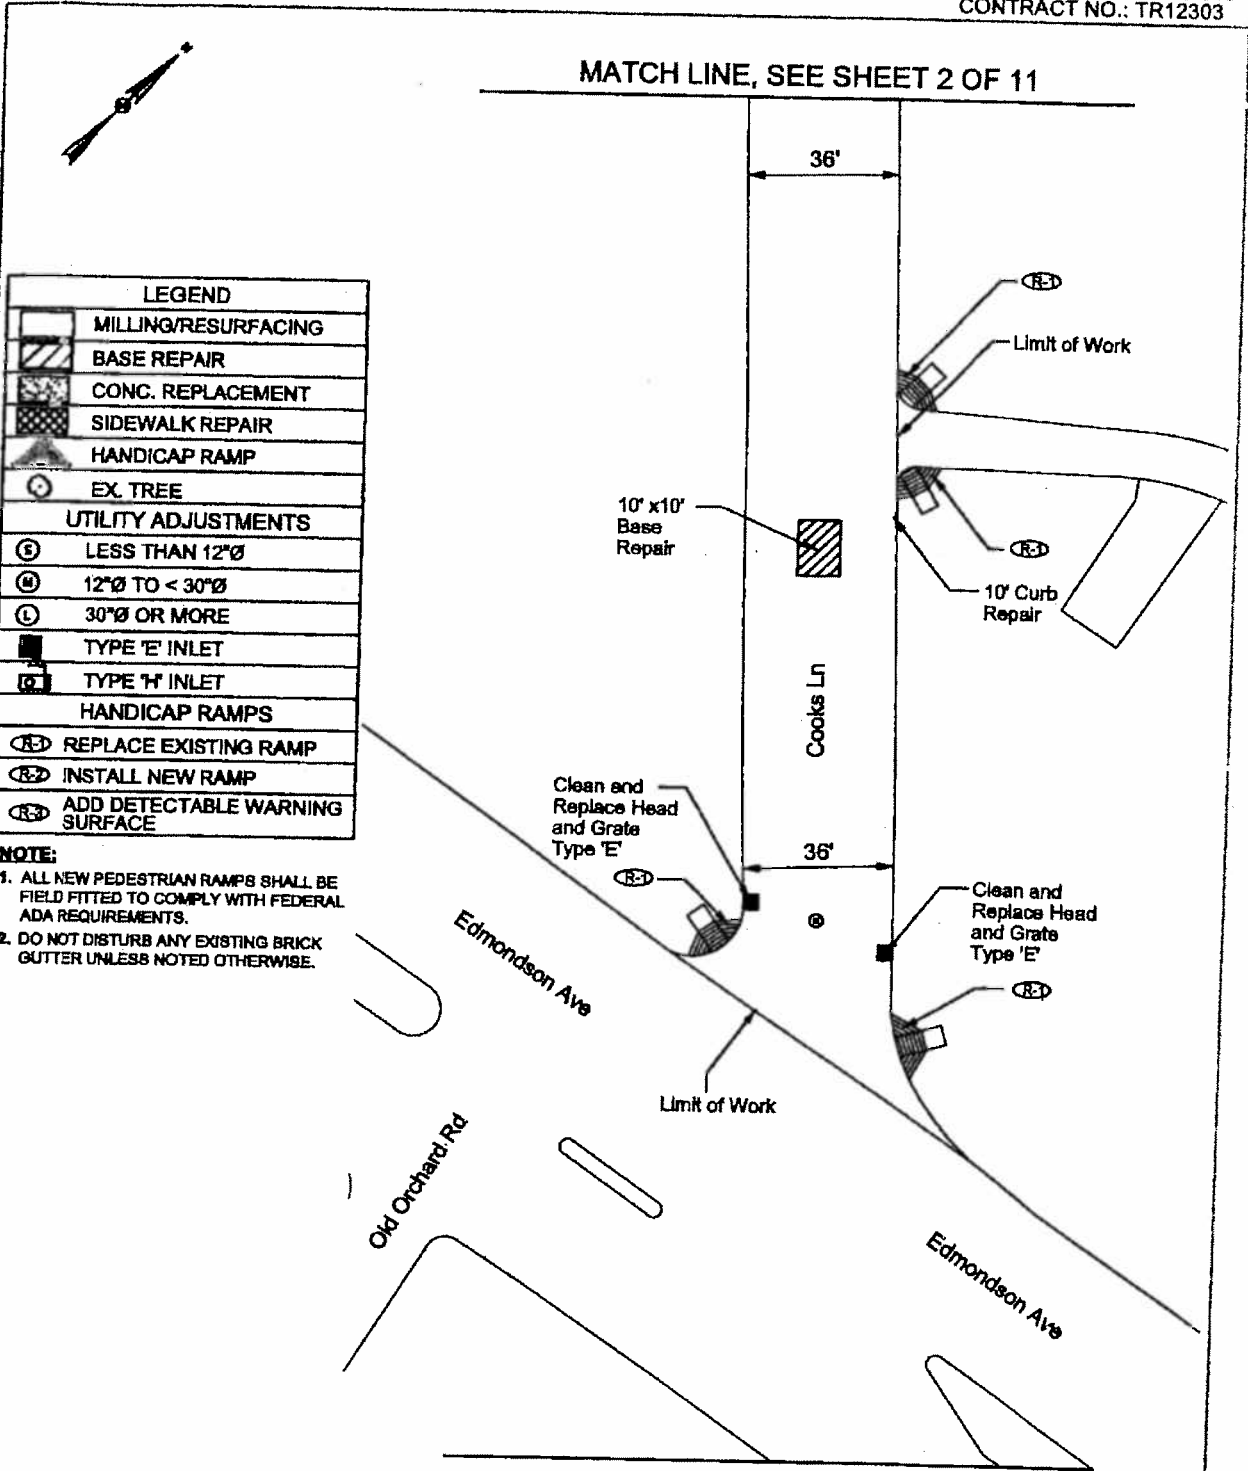 CONTRACT NO.: TR12303
MATCH LINE, SEE SHEET 2 OF 11
36'
R-1
Limit of Work
LEGEND
MILLING/RESURFACING
BASE REPAIR
CONC. REPLACEMENT
SIDEWALK REPAIR
HANDICAP RAMP
EX. TREE
UTILITY ADJUSTMENTS
S LESS THAN 12"Ø
M 12"Ø TO < 30"Ø
L 30"Ø OR MORE
TYPE 'E' INLET
TYPE 'H' INLET
HANDICAP RAMPS
R-1 REPLACE EXISTING RAMP
R-2 INSTALL NEW RAMP
R-3 ADD DETECTABLE WARNING
SURFACE
NOTE:
1. ALL NEW PEDESTRIAN RAMPS SHALL BE
FIELD FITTED TO COMPLY WITH FEDERAL
ADA REQUIREMENTS.
2. DO NOT DISTURB ANY EXISTING BRICK
GUTTER UNLESS NOTED OTHERWISE.
10' x10'
Base
Repair
R-1
10' Curb
Repair
Cooks Ln
Clean and
Replace Head
and Grate
Type 'E'
R-1
36'
Clean and
Replace Head
and Grate
Type 'E'
R-1
Edmondson Ave
Limit of Work
Old Orchard Rd
Edmondson Ave